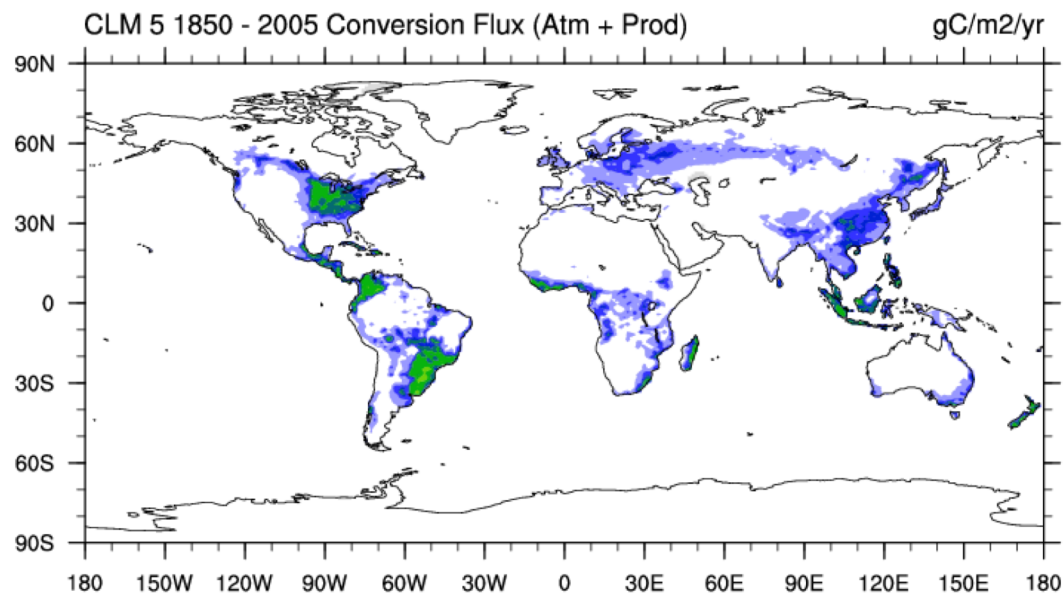 CLM 5 1850 - 2005 Conversion Flux (Atm + Prod) gC/m2/yr
90N
60N
30N
0
30S
60S
90S
180 150W 120W 90W 60W 30W 0 30E 60E 90E 120E 150E 180